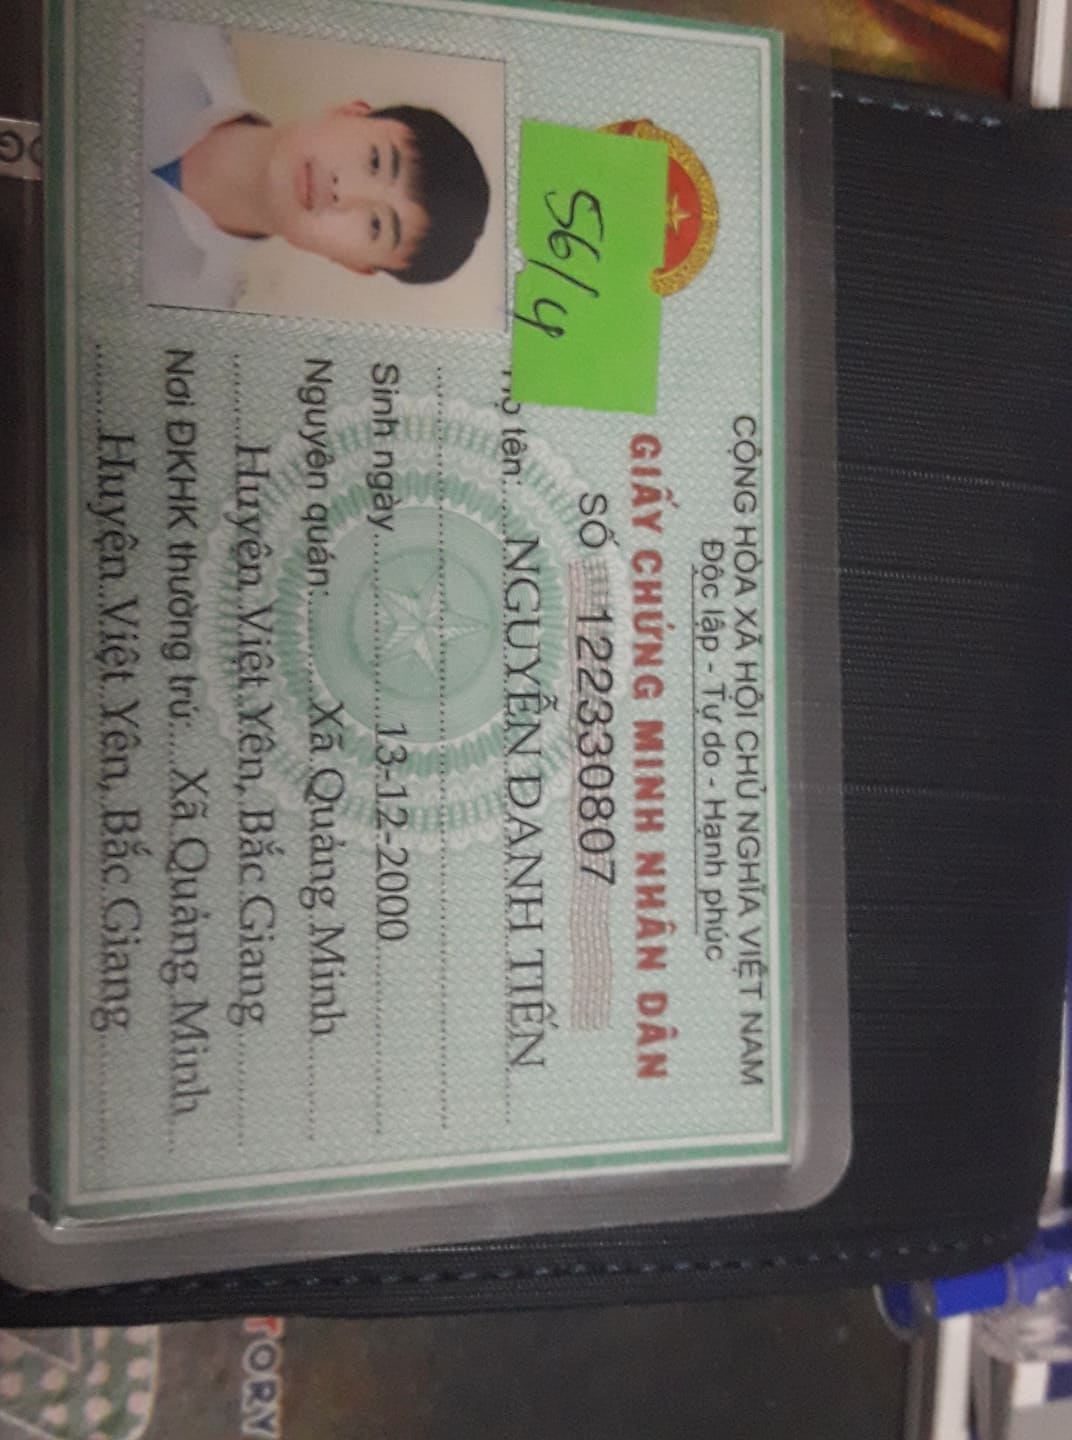 CỘNG HÒA XÃ HỘI CHỦ NGHĨA VIỆT NAM
Độc lập - Tự do - Hạnh phúc
GIẤY CHỨNG MINH NHÂN DÂN
SỐ 122330807
56/4
tên: NGUYỄN DANH TIẾN
Sinh ngày 13-12-2000
Nguyên quán: Xã Quảng Minh
Huyện Việt Yên, Bắc Giang
Nơi ĐKHK thường trú: Xã Quảng Minh
Huyện Việt Yên, Bắc Giang
TORY